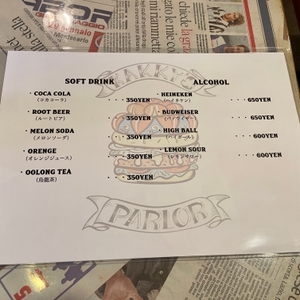 SOFT DRINK
ALCOHOL
・COCA COLA
(コカコーラ)
・・・350YEN
・ROOT BEER
(ルートビア)
・・・350YEN
・MELON SODA
(メロンソーダ)
・・・350YEN
・ORENGE
(オレンジジュース)
・・・350YEN
・OOLONG TEA
(烏龍茶)
・・・350YEN
・HEINEKEN
(ハイネケン)
・・・650YEN
・BUDWEISER
(バドワイザー)
・・・650YEN
・HIGH BALL
(ハイボール)
・・・600YEN
・LEMON SOUR
(レモンサワー)
・・・600YEN
PARLOR